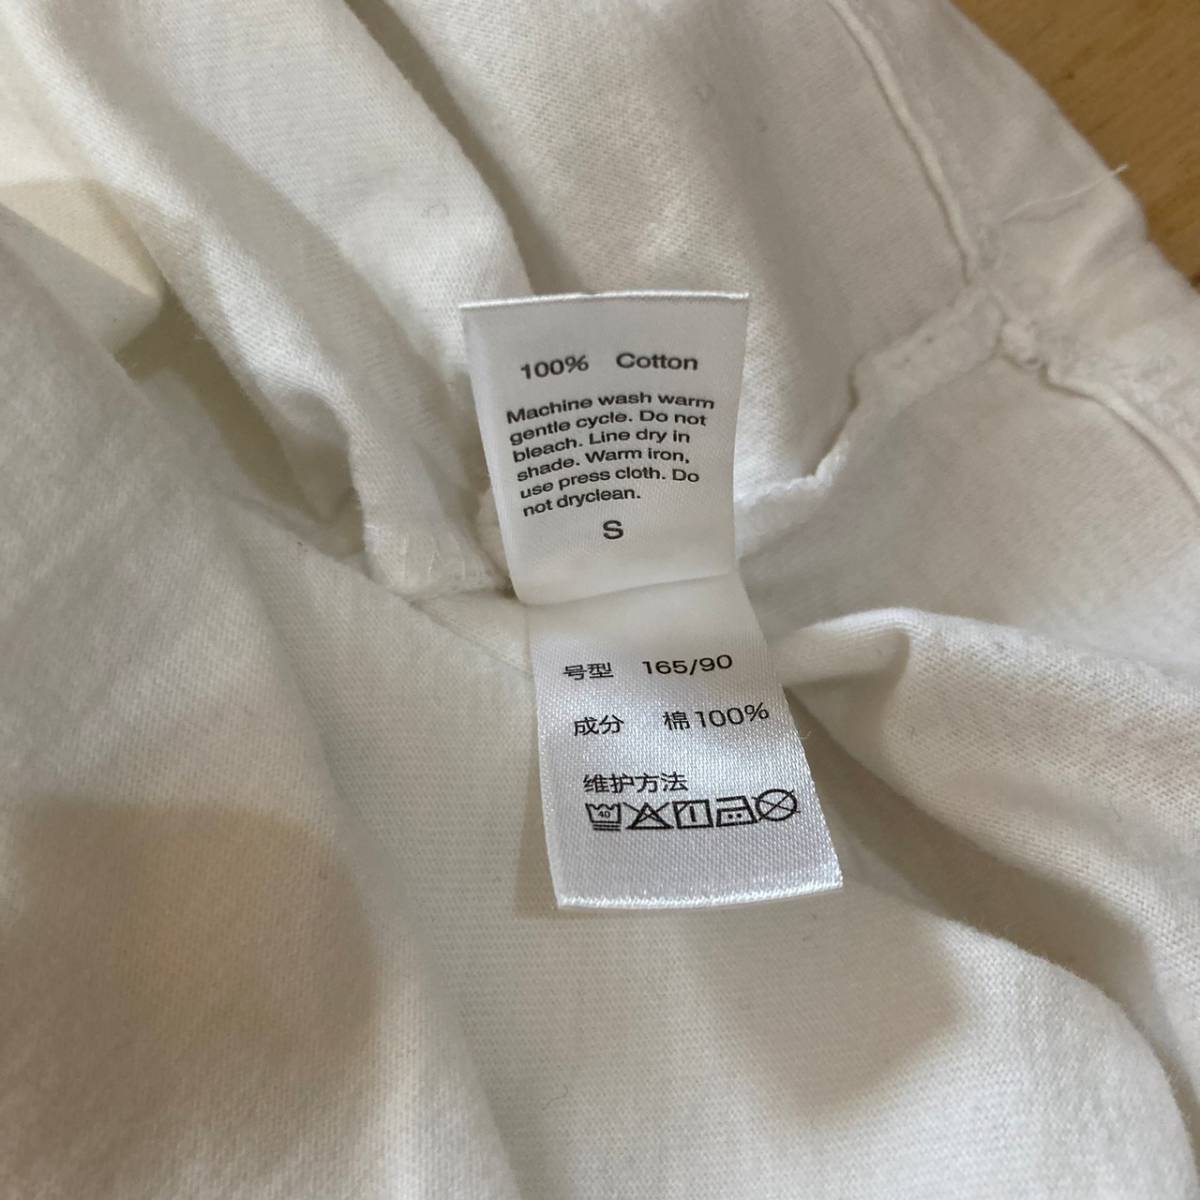 100% Cotton
Machine wash warm
gentle cycle. Do not
bleach. Line dry in
shade. Warm iron,
use press cloth. Do
not dryclean.
S
号型 165/90
成分 棉100%
维护方法
40